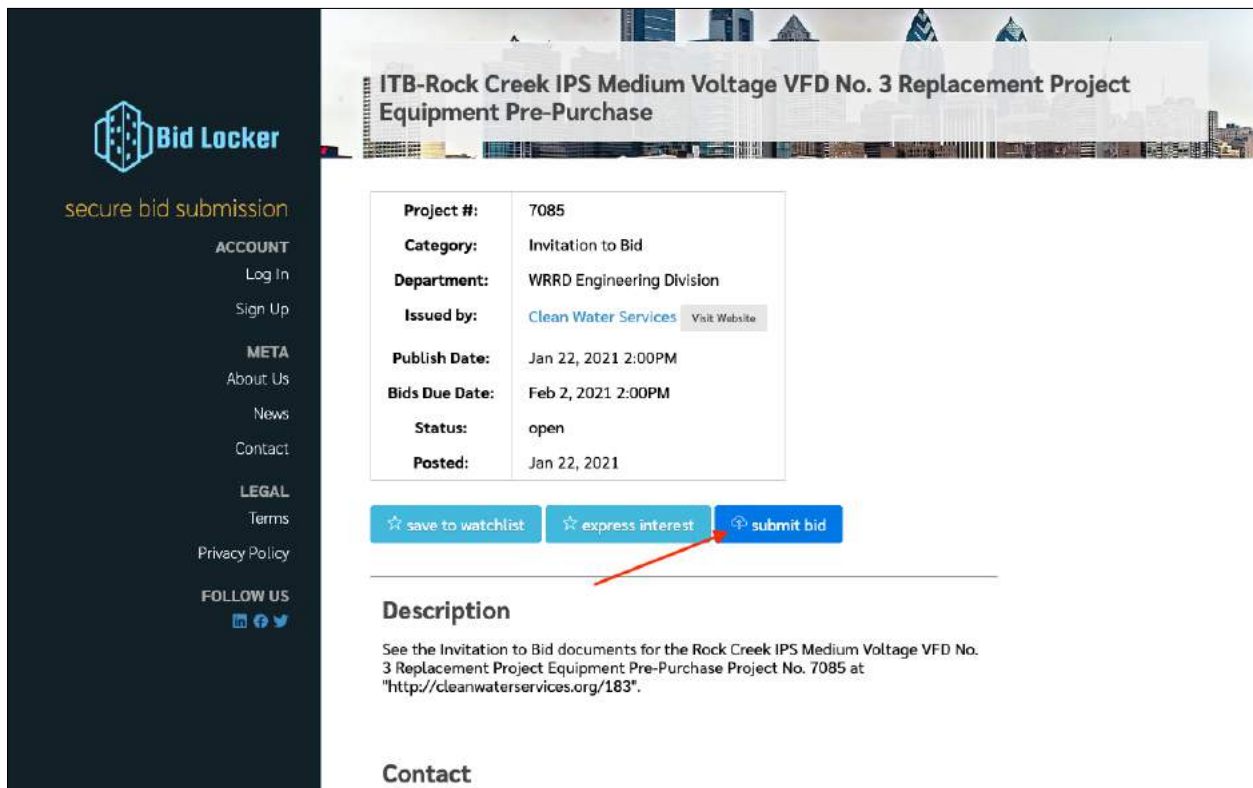 Bid Locker
secure bid submission
ACCOUNT
Log In
Sign Up
META
About Us
News
Contact
LEGAL
Terms
Privacy Policy
FOLLOW US
ITB-Rock Creek IPS Medium Voltage VFD No. 3 Replacement Project
Equipment Pre-Purchase
Project #: 7085
Category: Invitation to Bid
Department: WRRD Engineering Division
Issued by: Clean Water Services Visit Website
Publish Date: Jan 22, 2021 2:00PM
Bids Due Date: Feb 2, 2021 2:00PM
Status: open
Posted: Jan 22, 2021
save to watchlist express interest submit bid
Description
See the Invitation to Bid documents for the Rock Creek IPS Medium Voltage VFD No.
3 Replacement Project Equipment Pre-Purchase Project No. 7085 at
"http://cleanwaterservices.org/183".
Contact